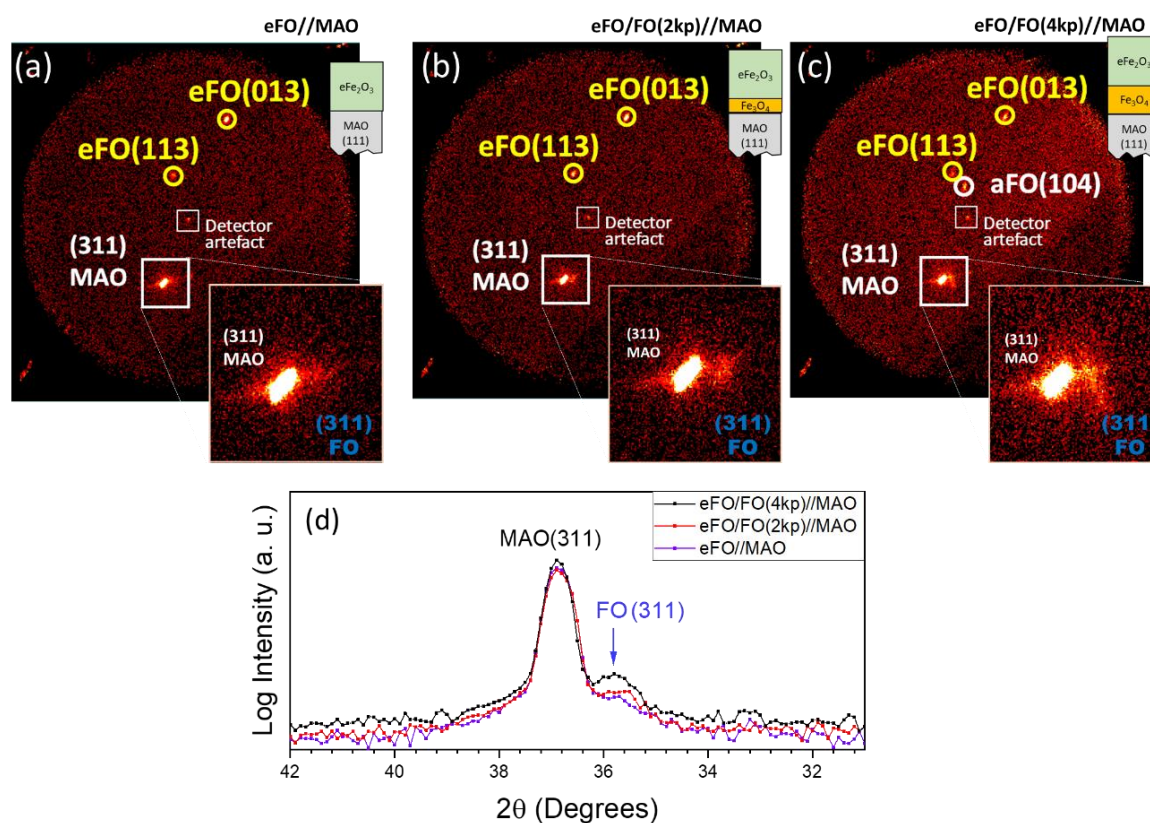 eFO//MAO
(a)
eFe₂O₃
MAO
(111)
eFO(013)
eFO(113)
Detector
artefact
(311)
MAO
(311)
MAO
(311)
FO
eFO/FO(2kp)//MAO
(b)
eFe₂O₃
Fe₃O₄
MAO
(111)
eFO(013)
eFO(113)
Detector
artefact
(311)
MAO
(311)
MAO
(311)
FO
eFO/FO(4kp)//MAO
(c)
eFe₂O₃
Fe₃O₄
MAO
(111)
eFO(013)
eFO(113)
aFO(104)
Detector
artefact
(311)
MAO
(311)
MAO
(311)
FO
(d)
eFO/FO(4kp)//MAO
eFO/FO(2kp)//MAO
eFO//MAO
MAO(311)
FO(311)
Log Intensity (a. u.)
42 40 38 36 34 32
2θ (Degrees)